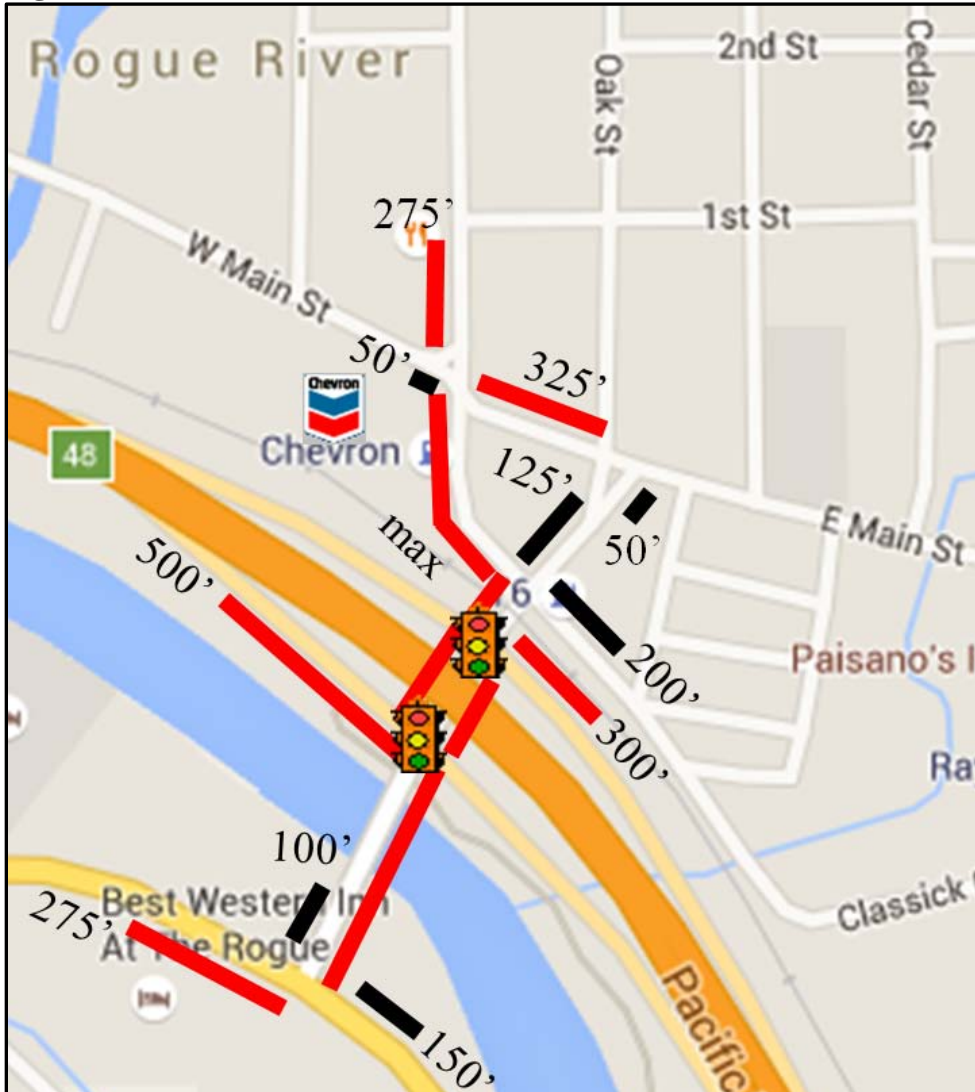 Rogue River
2nd St
Cedar St
Oak St
275’
1st St
W Main St
50’
325’
Chevron
Chevron
48
125’
E Main St
50’
max
500’
6
200’
Paisano's
300’
100’
Best Western Inn
At The Rogue
275’
Classick
Pacific
150’